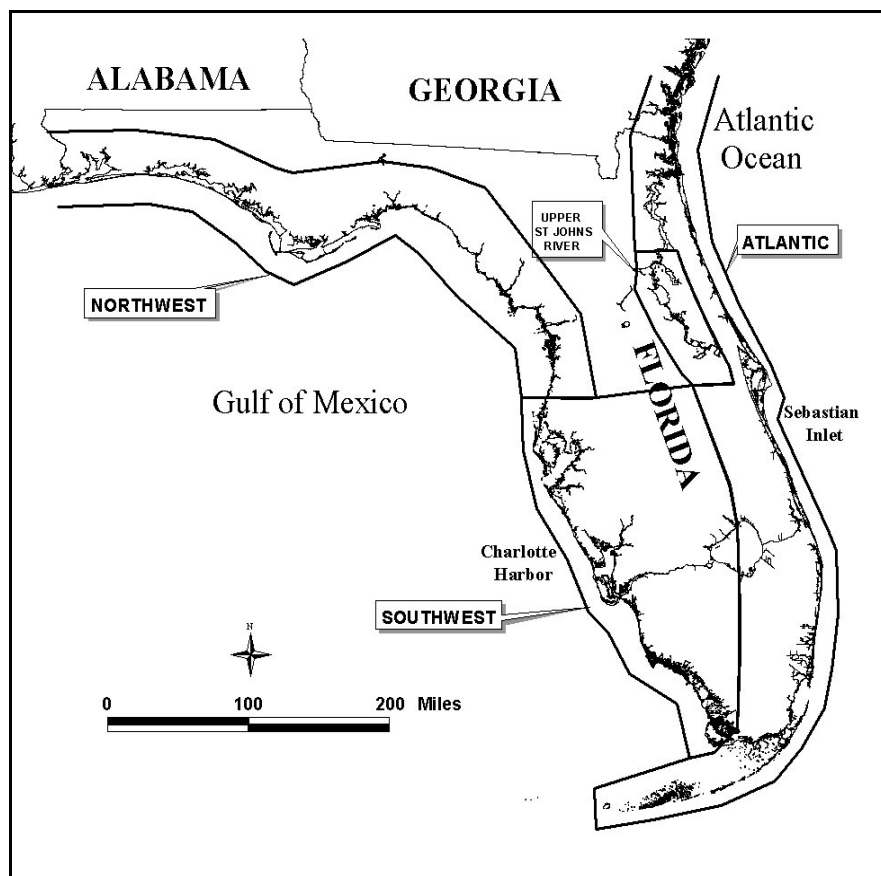 ALABAMA
GEORGIA
Atlantic
Ocean
UPPER
ST JOHNS
RIVER
ATLANTIC
NORTHWEST
FLORIDA
Gulf of Mexico
Sebastian
Inlet
Charlotte
Harbor
SOUTHWEST
N
0 100 200 Miles